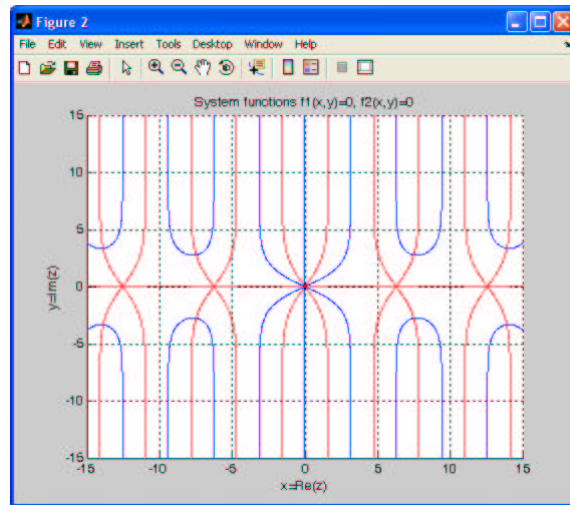 Figure 2
File Edit View Insert Tools Desktop Window Help
System functions f1(x,y)=0, f2(x,y)=0
15
10
5
0
-5
-10
-15
y=Im(z)
-15 -10 -5 0 5 10 15
x=Re(z)